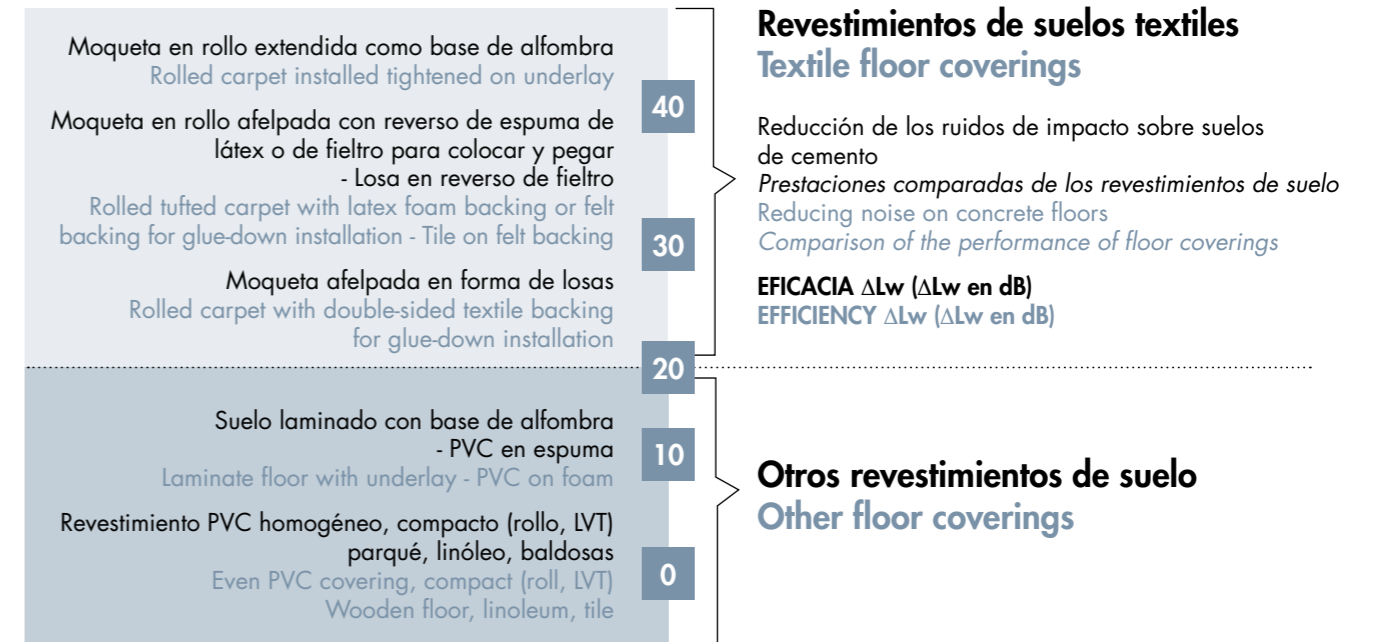 Moqueta en rollo extendida como base de alfombra
Rolled carpet installed tightened on underlay
40
Moqueta en rollo afelpada con reverso de espuma de
látex o de fieltro para colocar y pegar
- Losa en reverso de fieltro
Rolled tufted carpet with latex foam backing or felt
backing for glue-down installation - Tile on felt backing
30
Moqueta afelpada en forma de losas
Rolled carpet with double-sided textile backing
for glue-down installation
20
Suelo laminado con base de alfombra
- PVC en espuma
Laminate floor with underlay - PVC on foam
10
Revestimiento PVC homogéneo, compacto (rollo, LVT)
parqué, linóleo, baldosas
Even PVC covering, compact (roll, LVT)
Wooden floor, linoleum, tile
0
Revestimientos de suelos textiles
Textile floor coverings
Reducción de los ruidos de impacto sobre suelos
de cemento
Prestaciones comparadas de los revestimientos de suelo
Reducing noise on concrete floors
Comparison of the performance of floor coverings
EFICACIA ΔLw (ΔLw en dB)
EFFICIENCY ΔLw (ΔLw en dB)
Otros revestimientos de suelo
Other floor coverings